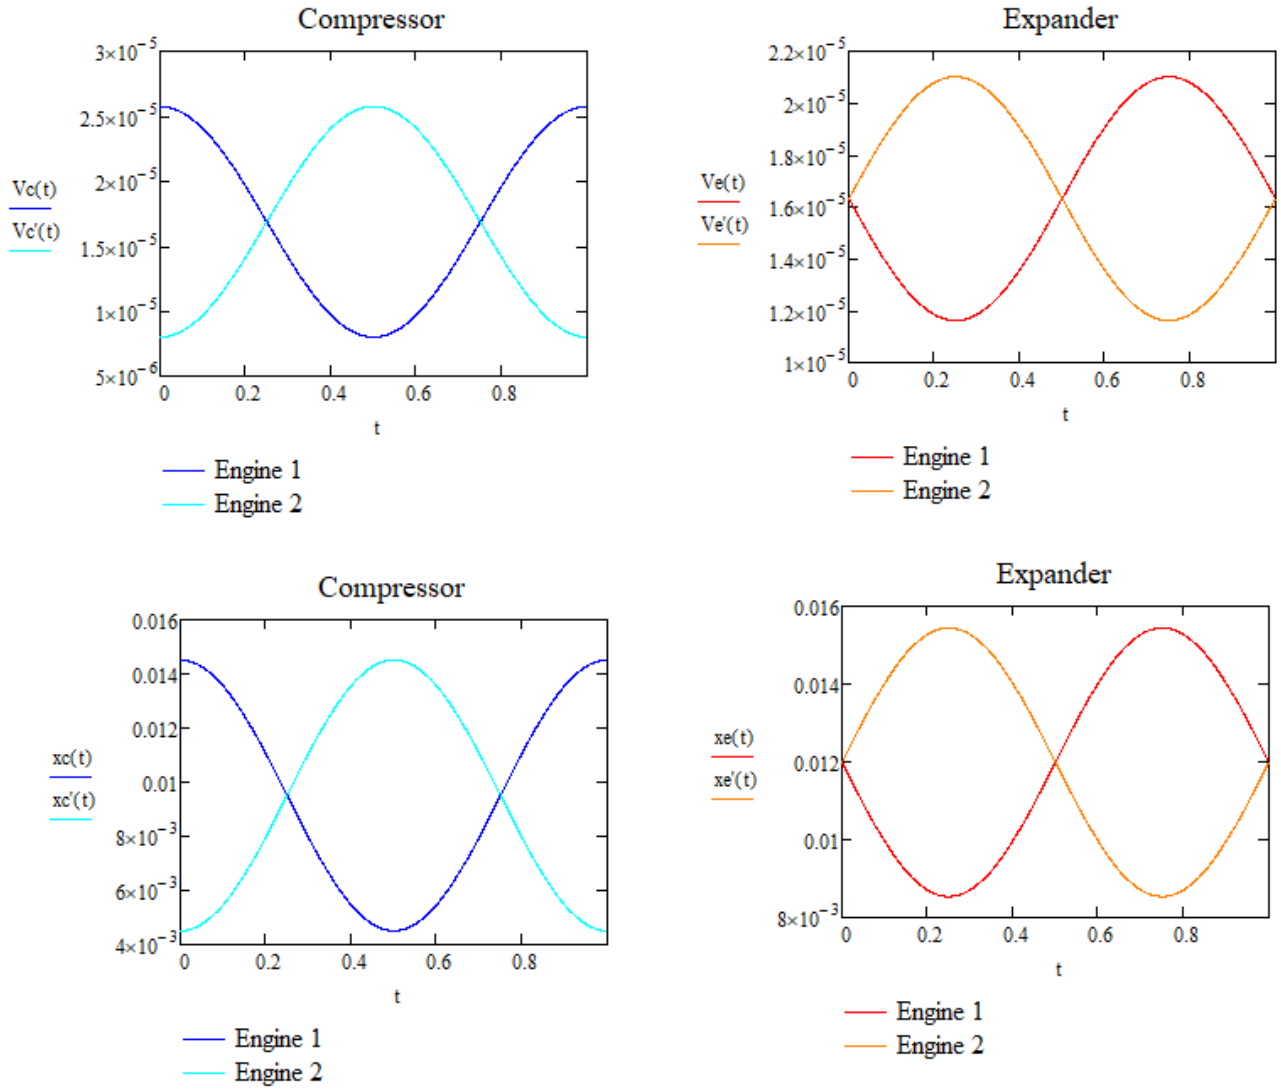 Compressor
3×10⁻⁵
2.5×10⁻⁵
2×10⁻⁵
1.5×10⁻⁵
1×10⁻⁵
5×10⁻⁶
Vc(t)
Vc'(t)
0 0.2 0.4 0.6 0.8
t
Engine 1
Engine 2
Expander
2.2×10⁻⁵
2×10⁻⁵
1.8×10⁻⁵
1.6×10⁻⁵
1.4×10⁻⁵
1.2×10⁻⁵
1×10⁻⁵
Ve(t)
Ve'(t)
0 0.2 0.4 0.6 0.8
t
Engine 1
Engine 2
Compressor
0.016
0.014
0.012
0.01
8×10⁻³
6×10⁻³
4×10⁻³
xc(t)
xc'(t)
0 0.2 0.4 0.6 0.8
t
Engine 1
Engine 2
Expander
0.016
0.014
0.012
0.01
8×10⁻³
xe(t)
xe'(t)
0 0.2 0.4 0.6 0.8
t
Engine 1
Engine 2